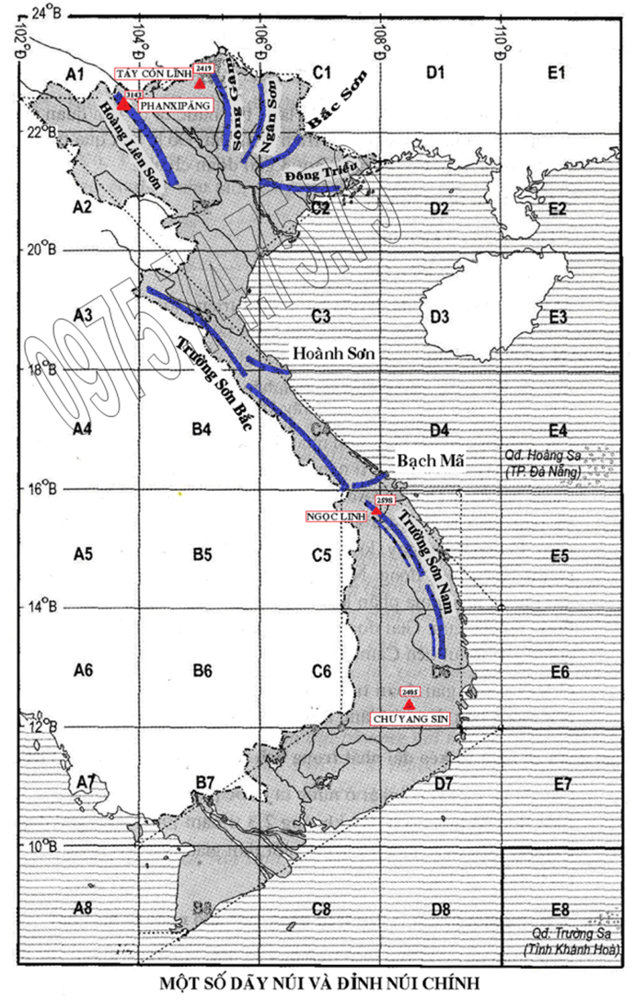 24°B
102°Đ
104°Đ
106°Đ
108°Đ
110°Đ
A1
C1
D1
E1
TÂY CÔN LĨNH
2419
3143
PHANXIPĂNG
Hoàng Liên Sơn
Sông Gâm
Ngân Sơn
Bắc Sơn
Đông Triều
22°B
A2
C2
D2
E2
20°B
A3
B3
C3
D3
E3
Hoành Sơn
18°B
Trường Sơn Bắc
A4
B4
C4
D4
E4
Bạch Mã
Qđ. Hoàng Sa
(TP. Đà Nẵng)
16°B
2598
NGỌC LINH
Trường Sơn Nam
A5
B5
C5
E5
14°B
A6
B6
C6
D6
E6
2405
CHƯ YANG SIN
12°B
A7
B7
D7
E7
10°B
A8
B8
C8
D8
E8
Qđ. Trường Sa
(Tỉnh Khánh Hoà)
MỘT SỐ DÃY NÚI VÀ ĐỈNH NÚI CHÍNH